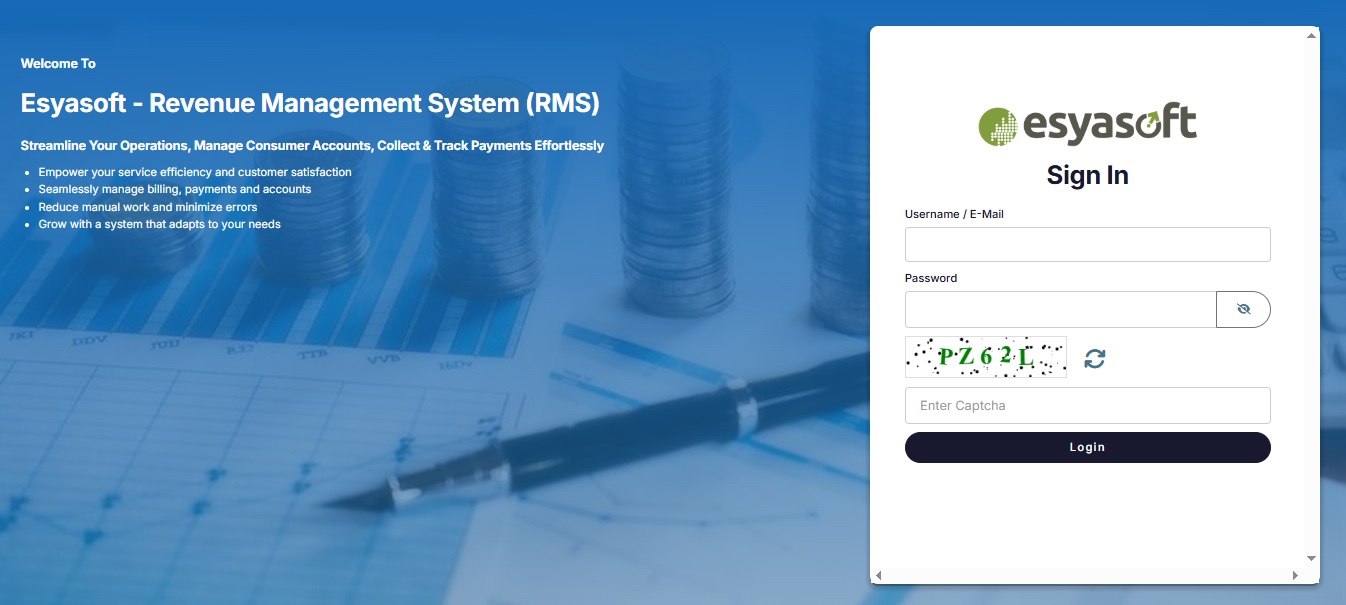 Welcome To
Esyasoft - Revenue Management System (RMS)
Streamline Your Operations, Manage Consumer Accounts, Collect & Track Payments Effortlessly
Empower your service efficiency and customer satisfaction
Seamlessly manage billing, payments and accounts
Reduce manual work and minimize errors
Grow with a system that adapts to your needs
esyasoft
Sign In
Username / E-Mail
Password
PZ62L
Enter Captcha
Login